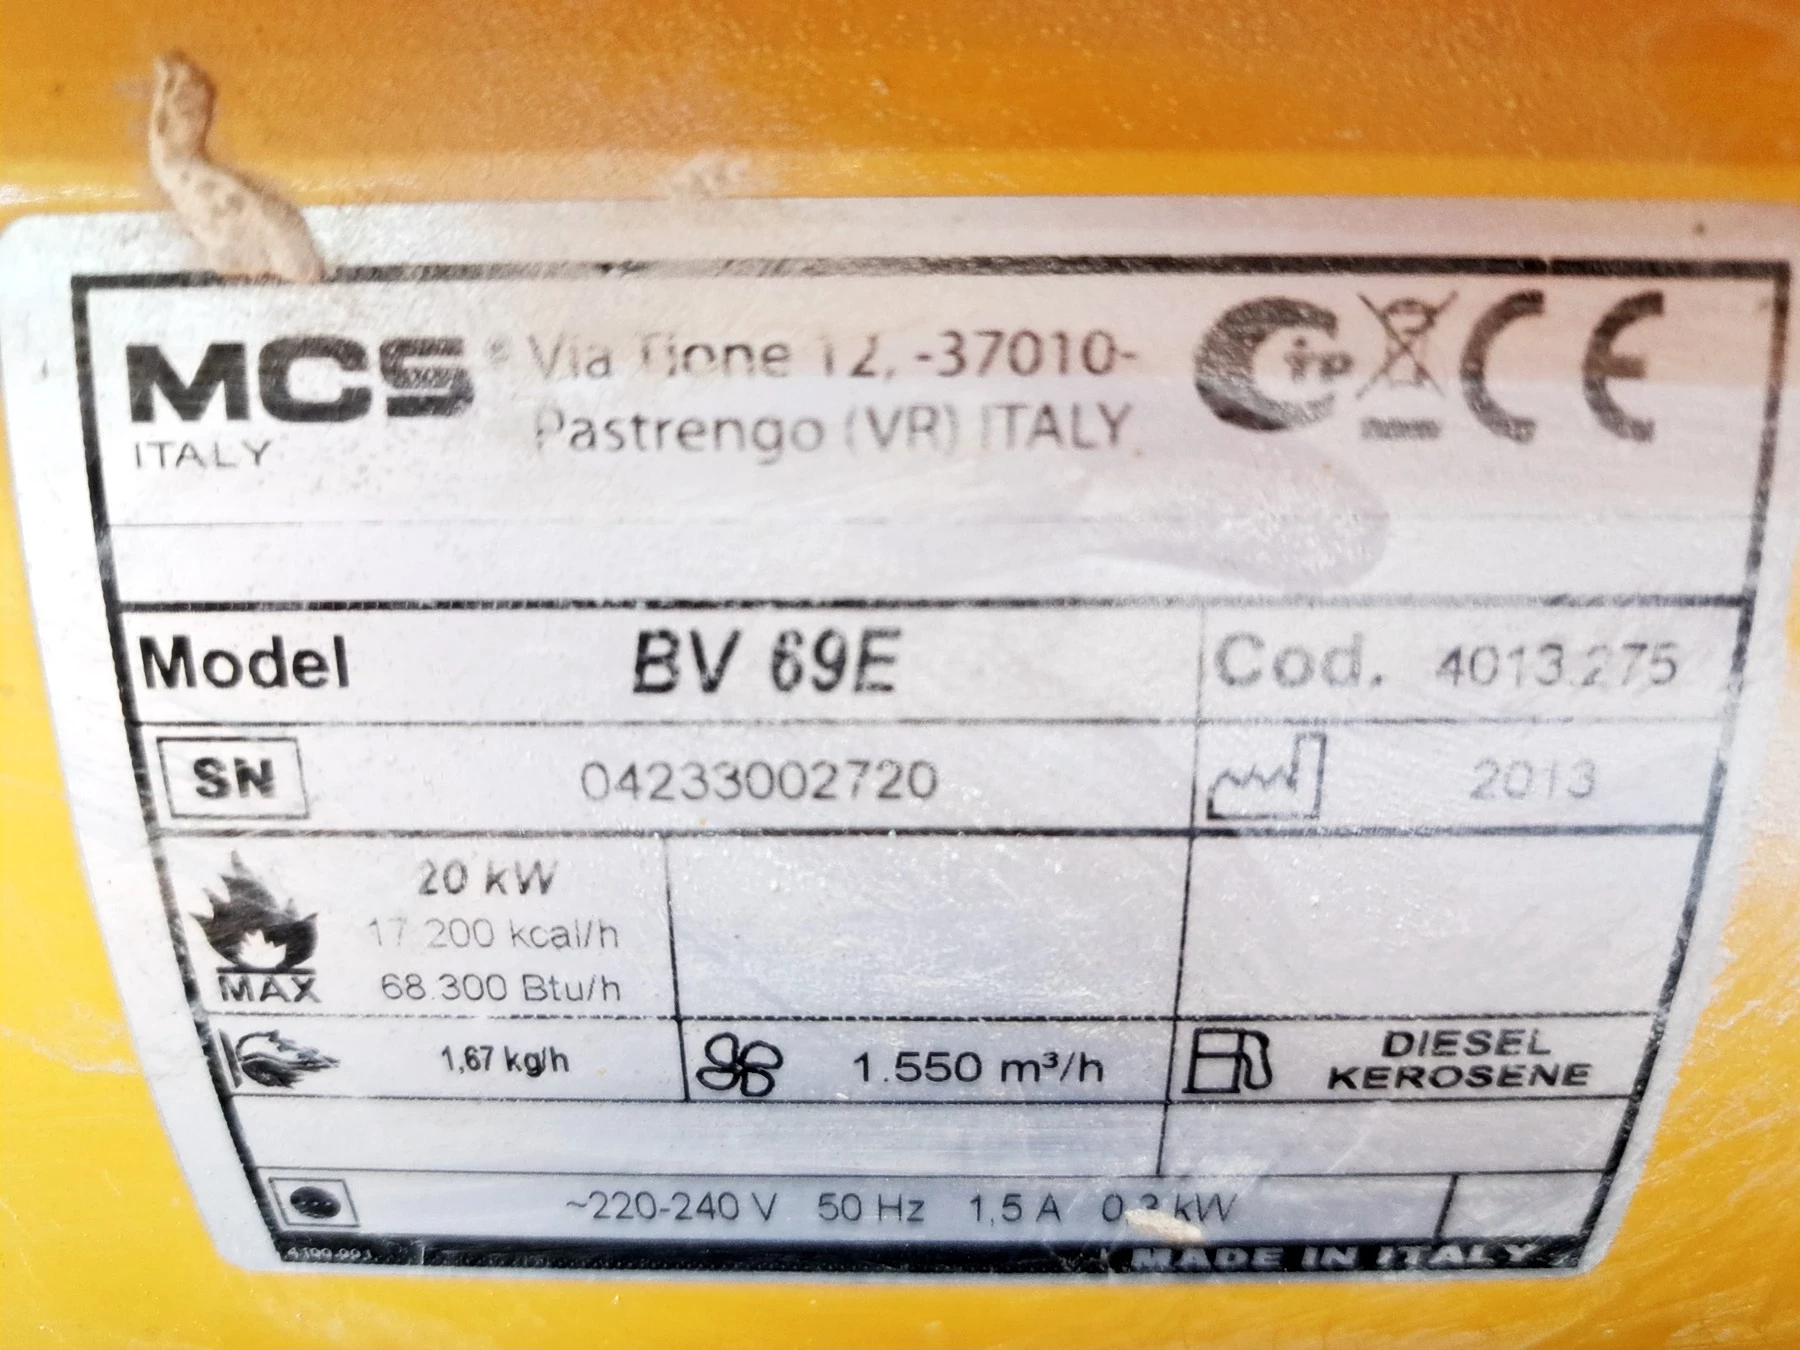 MCS® Via Tione 12, -37010-
ITALY Pastrengo (VR) ITALY
Model BV 69E Cod. 4013.275
SN 04233002720 2013
20 kW
17.200 kcal/h
MAX 68.300 Btu/h
1,67 kg/h 1.550 m³/h DIESEL
KEROSENE
~220-240 V 50 Hz 1,5 A kW
MADE IN ITALY